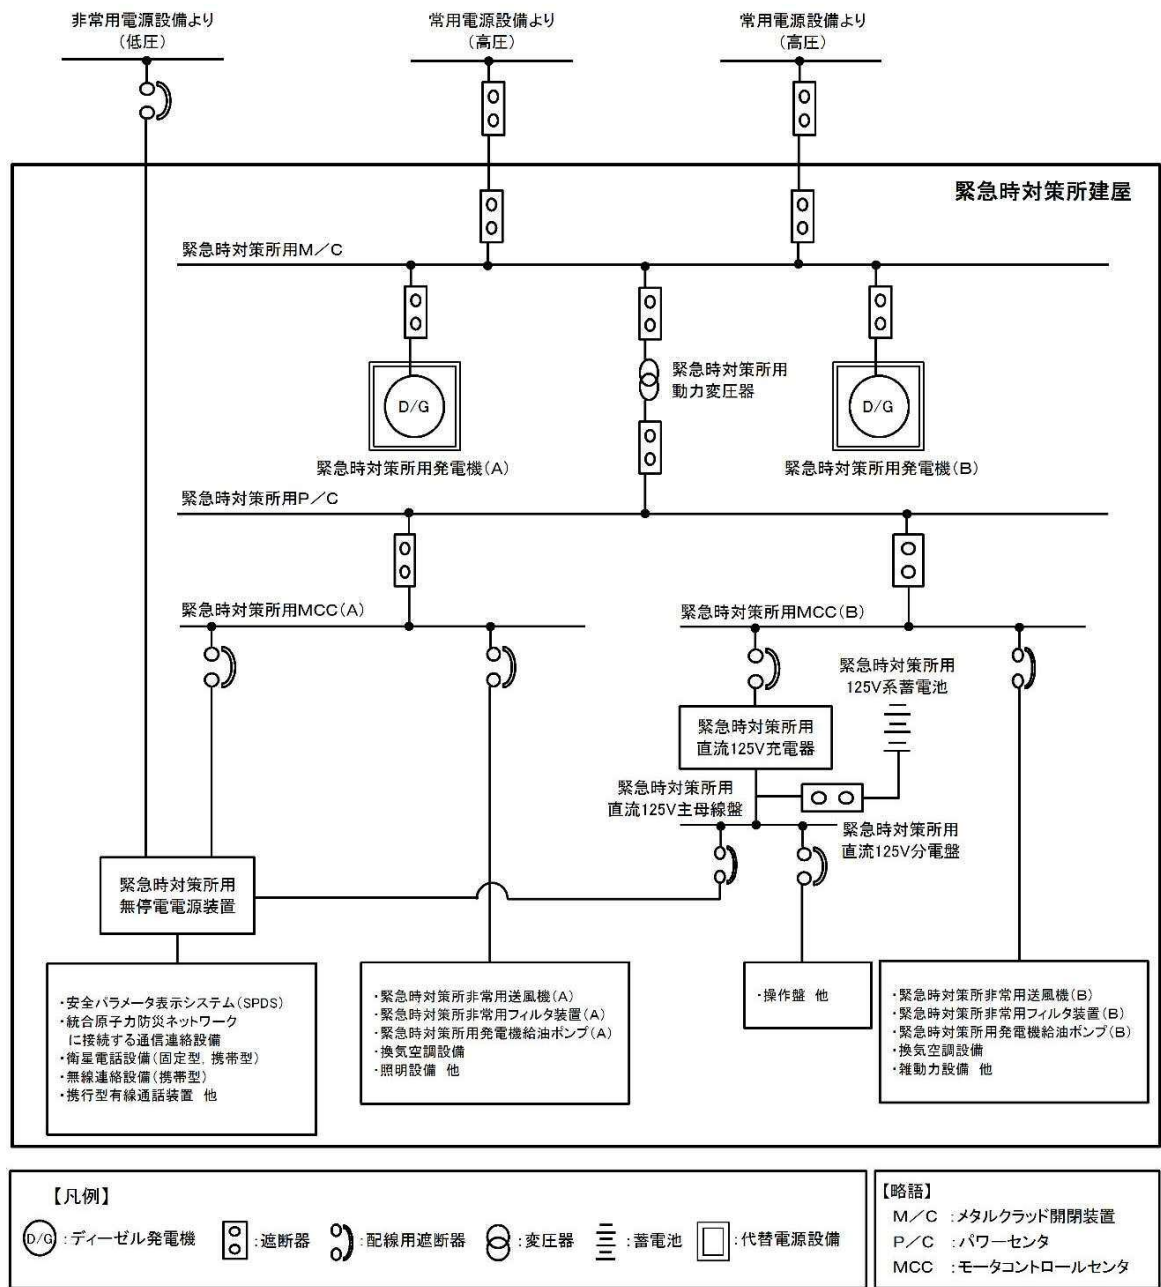 非常用電源設備より
(低圧)
常用電源設備より
(高圧)
常用電源設備より
(高圧)
緊急時対策所建屋
緊急時対策所用M/C
D/G
緊急時対策所用
動力変圧器
D/G
緊急時対策所用発電機(A)
緊急時対策所用発電機(B)
緊急時対策所用P/C
緊急時対策所用MCC(A)
緊急時対策所用MCC(B)
緊急時対策所用
125V系蓄電池
緊急時対策所用
直流125V充電器
緊急時対策所用
直流125V主母線盤
緊急時対策所用
直流125V分電盤
緊急時対策所用
無停電電源装置
・安全パラメータ表示システム(SPDS)
・統合原子力防災ネットワーク
に接続する通信連絡設備
・衛星電話設備(固定型, 携帯型)
・無線連絡設備(携帯型)
・携行型有線通話装置 他
・緊急時対策所非常用送風機(A)
・緊急時対策所非常用フィルタ装置(A)
・緊急時対策所用発電機給油ポンプ(A)
・換気空調設備
・照明設備 他
・操作盤 他
・緊急時対策所非常用送風機(B)
・緊急時対策所非常用フィルタ装置(B)
・緊急時対策所用発電機給油ポンプ(B)
・換気空調設備
・雑動力設備 他
【凡例】
D/G :ディーゼル発電機 :遮断器 :配線用遮断器 :変圧器 :蓄電池 :代替電源設備
【略語】
M/C :メタルクラッド開閉装置
P/C :パワーセンタ
MCC :モータコントロールセンタ